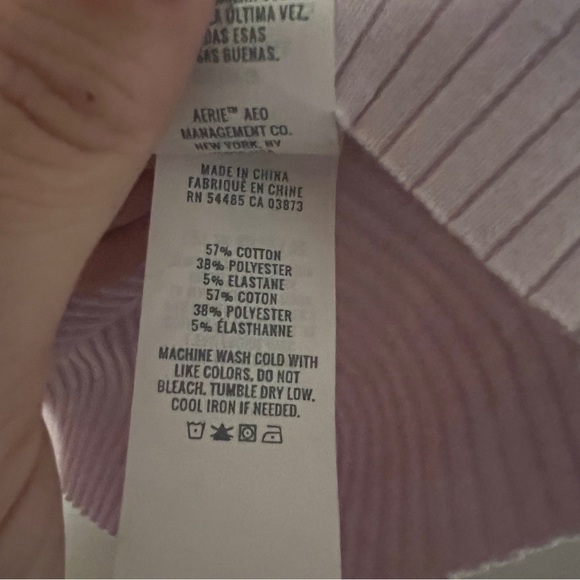 LA ÚLTIMA VEZ.
ESAS
BUENAS.
AERIE™ AEO
MANAGEMENT CO.
NEW YORK, NY
MADE IN CHINA
FABRIQUÉ EN CHINE
RN 54485 CA 03873
57% COTTON
38% POLYESTER
5% ELASTANE
57% COTON
38% POLYESTER
5% ÉLASTHANNE
MACHINE WASH COLD WITH
LIKE COLORS. DO NOT
BLEACH. TUMBLE DRY LOW.
COOL IRON IF NEEDED.